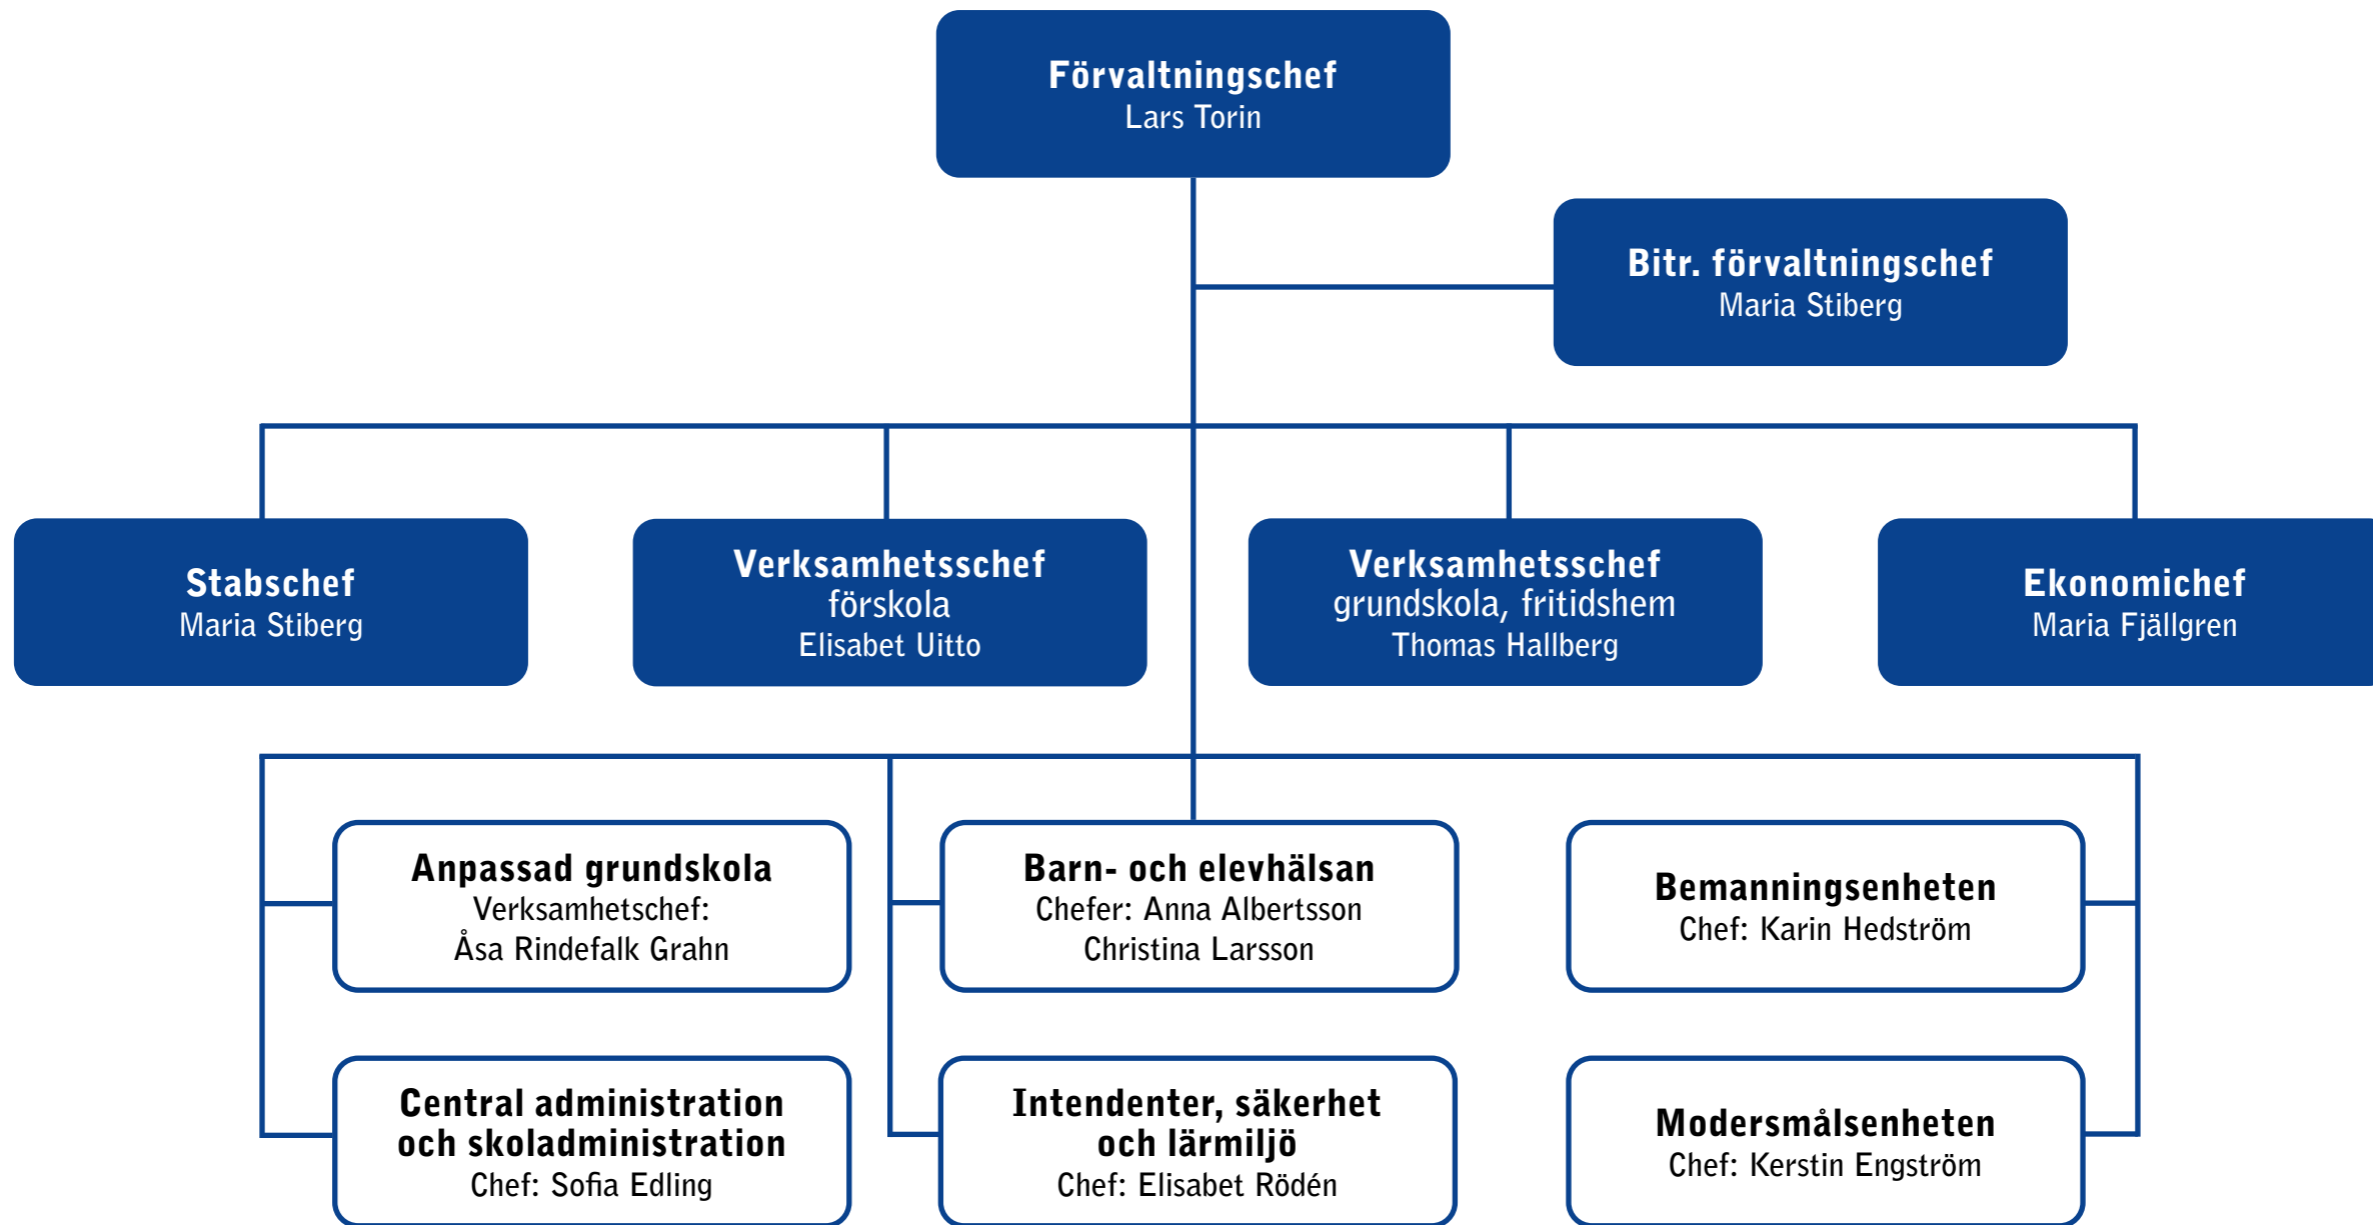 Förvaltningschef
Lars Torin
Bitr. förvaltningschef
Maria Stiberg
Stabschef
Maria Stiberg
Verksamhetsschef
förskola
Elisabet Uitto
Verksamhetsschef
grundskola, fritidshem
Thomas Hallberg
Ekonomichef
Maria Fjällgren
Anpassad grundskola
Verksamhetschef:
Åsa Rindefalk Grahn
Barn- och elevhälsan
Chefer: Anna Albertsson
Christina Larsson
Bemanningsenheten
Chef: Karin Hedström
Central administration
och skoladministration
Chef: Sofia Edling
Intendenter, säkerhet
och lärmiljö
Chef: Elisabet Rödén
Modersmålsenheten
Chef: Kerstin Engström